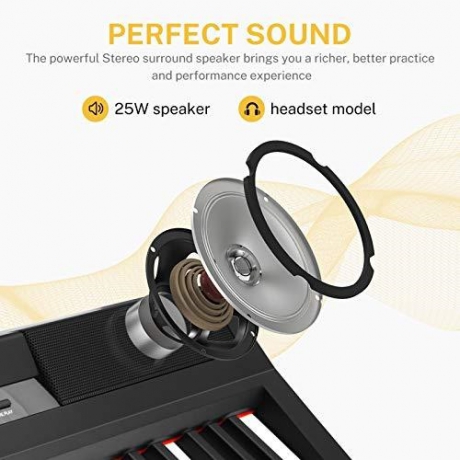 PERFECT SOUND
The powerful Stereo surround speaker brings you a richer, better practice
and performance experience
25W speaker
headset model